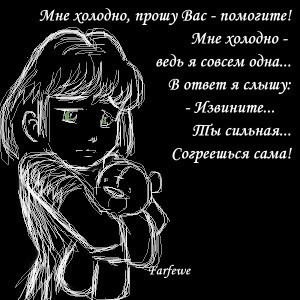 Мне холодно, прошу Вас - помогите!
Мне холодно -
ведь я совсем одна...
В ответ я слышу:
- Извините...
Ты сильная...
Согреешься сама!
Farfewe